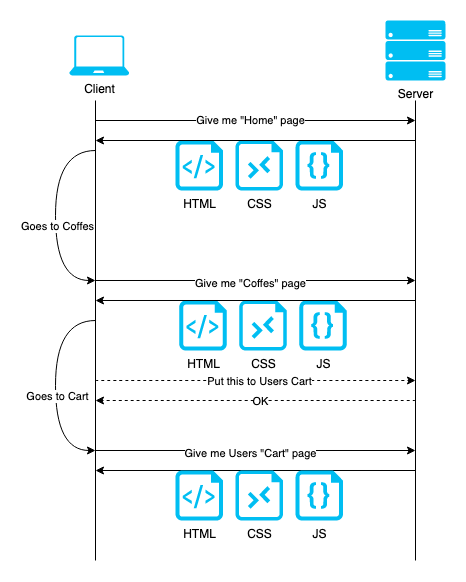 Client
Server
Give me "Home" page
</>
{}
HTML
CSS
JS
Goes to Coffes
Give me "Coffes" page
</>
{}
HTML
CSS
JS
Put this to Users Cart
Goes to Cart
OK
Give me Users "Cart" page
</>
{}
HTML
CSS
JS